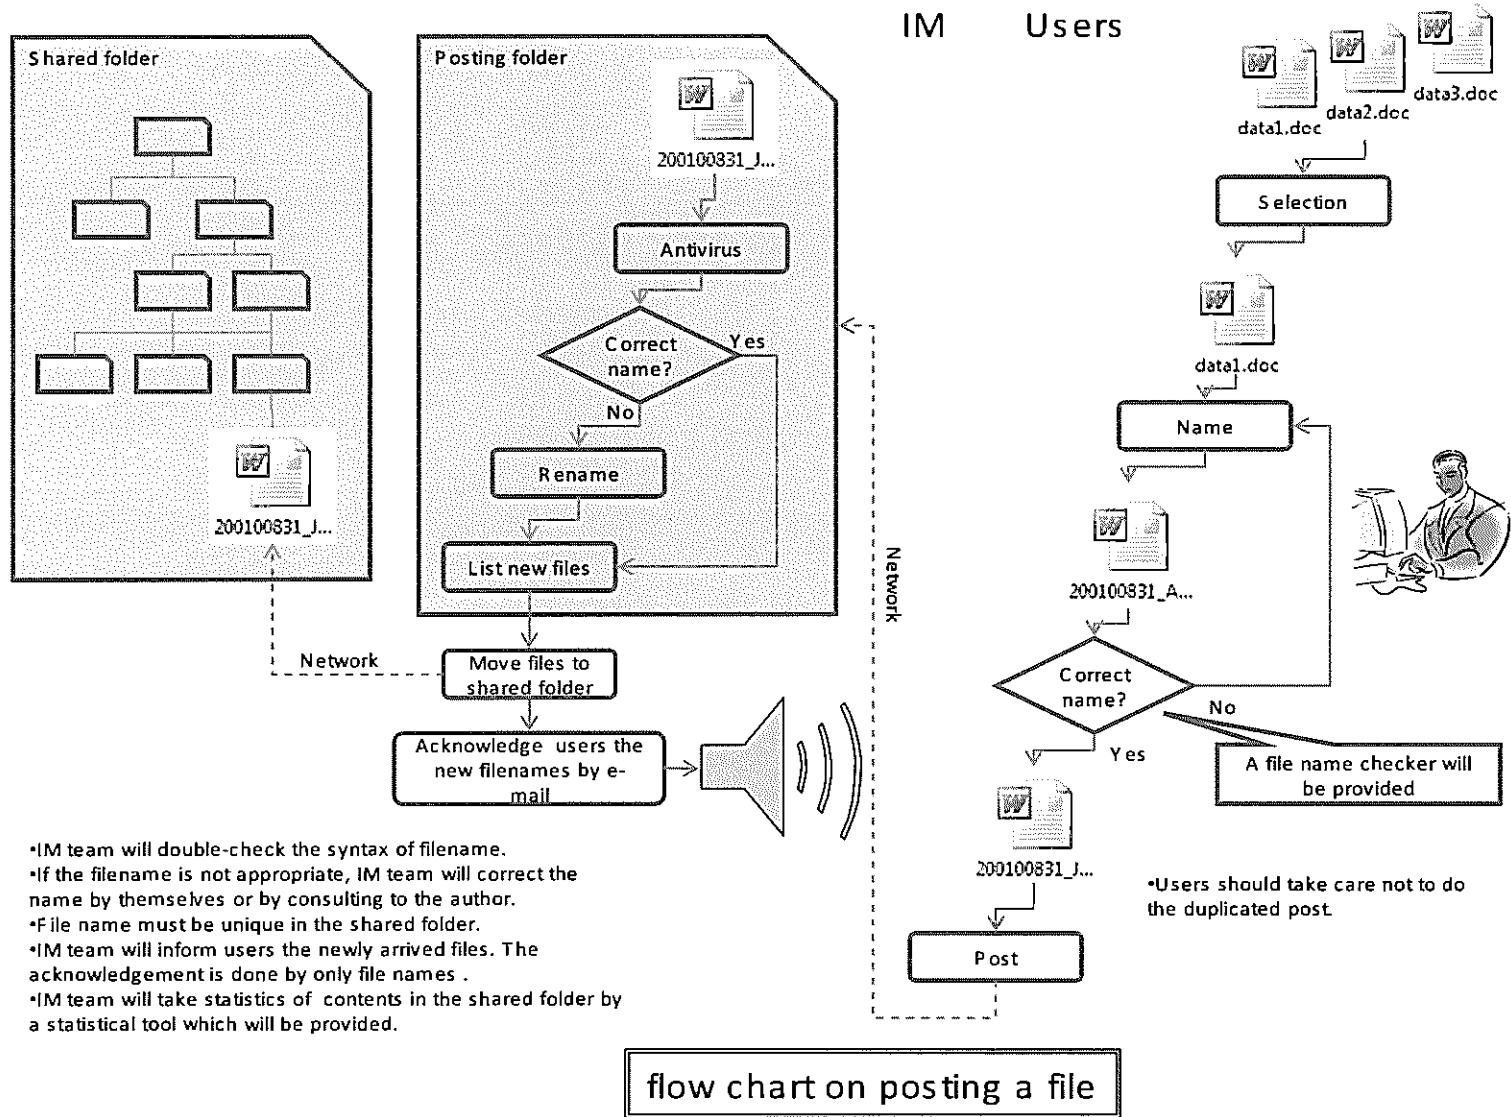 IM Users
Shared folder
200100831_J...
Posting folder
200100831_J...
Antivirus
Correct
name?
Yes
No
Rename
List new files
Network
Move files to
shared folder
Acknowledge users the
new filenames by e-
mail
data1.doc
data2.doc
data3.doc
Selection
data1.doc
Name
200100831_A...
Correct
name?
No
Yes
A file name checker will
be provided
200100831_J...
Post
Network
•Users should take care not to do
the duplicated post.
•IM team will double-check the syntax of filename.
•If the filename is not appropriate, IM team will correct the
name by themselves or by consulting to the author.
•File name must be unique in the shared folder.
•IM team will inform users the newly arrived files. The
acknowledgement is done by only file names .
•IM team will take statistics of contents in the shared folder by
a statistical tool which will be provided.
flow chart on posting a file